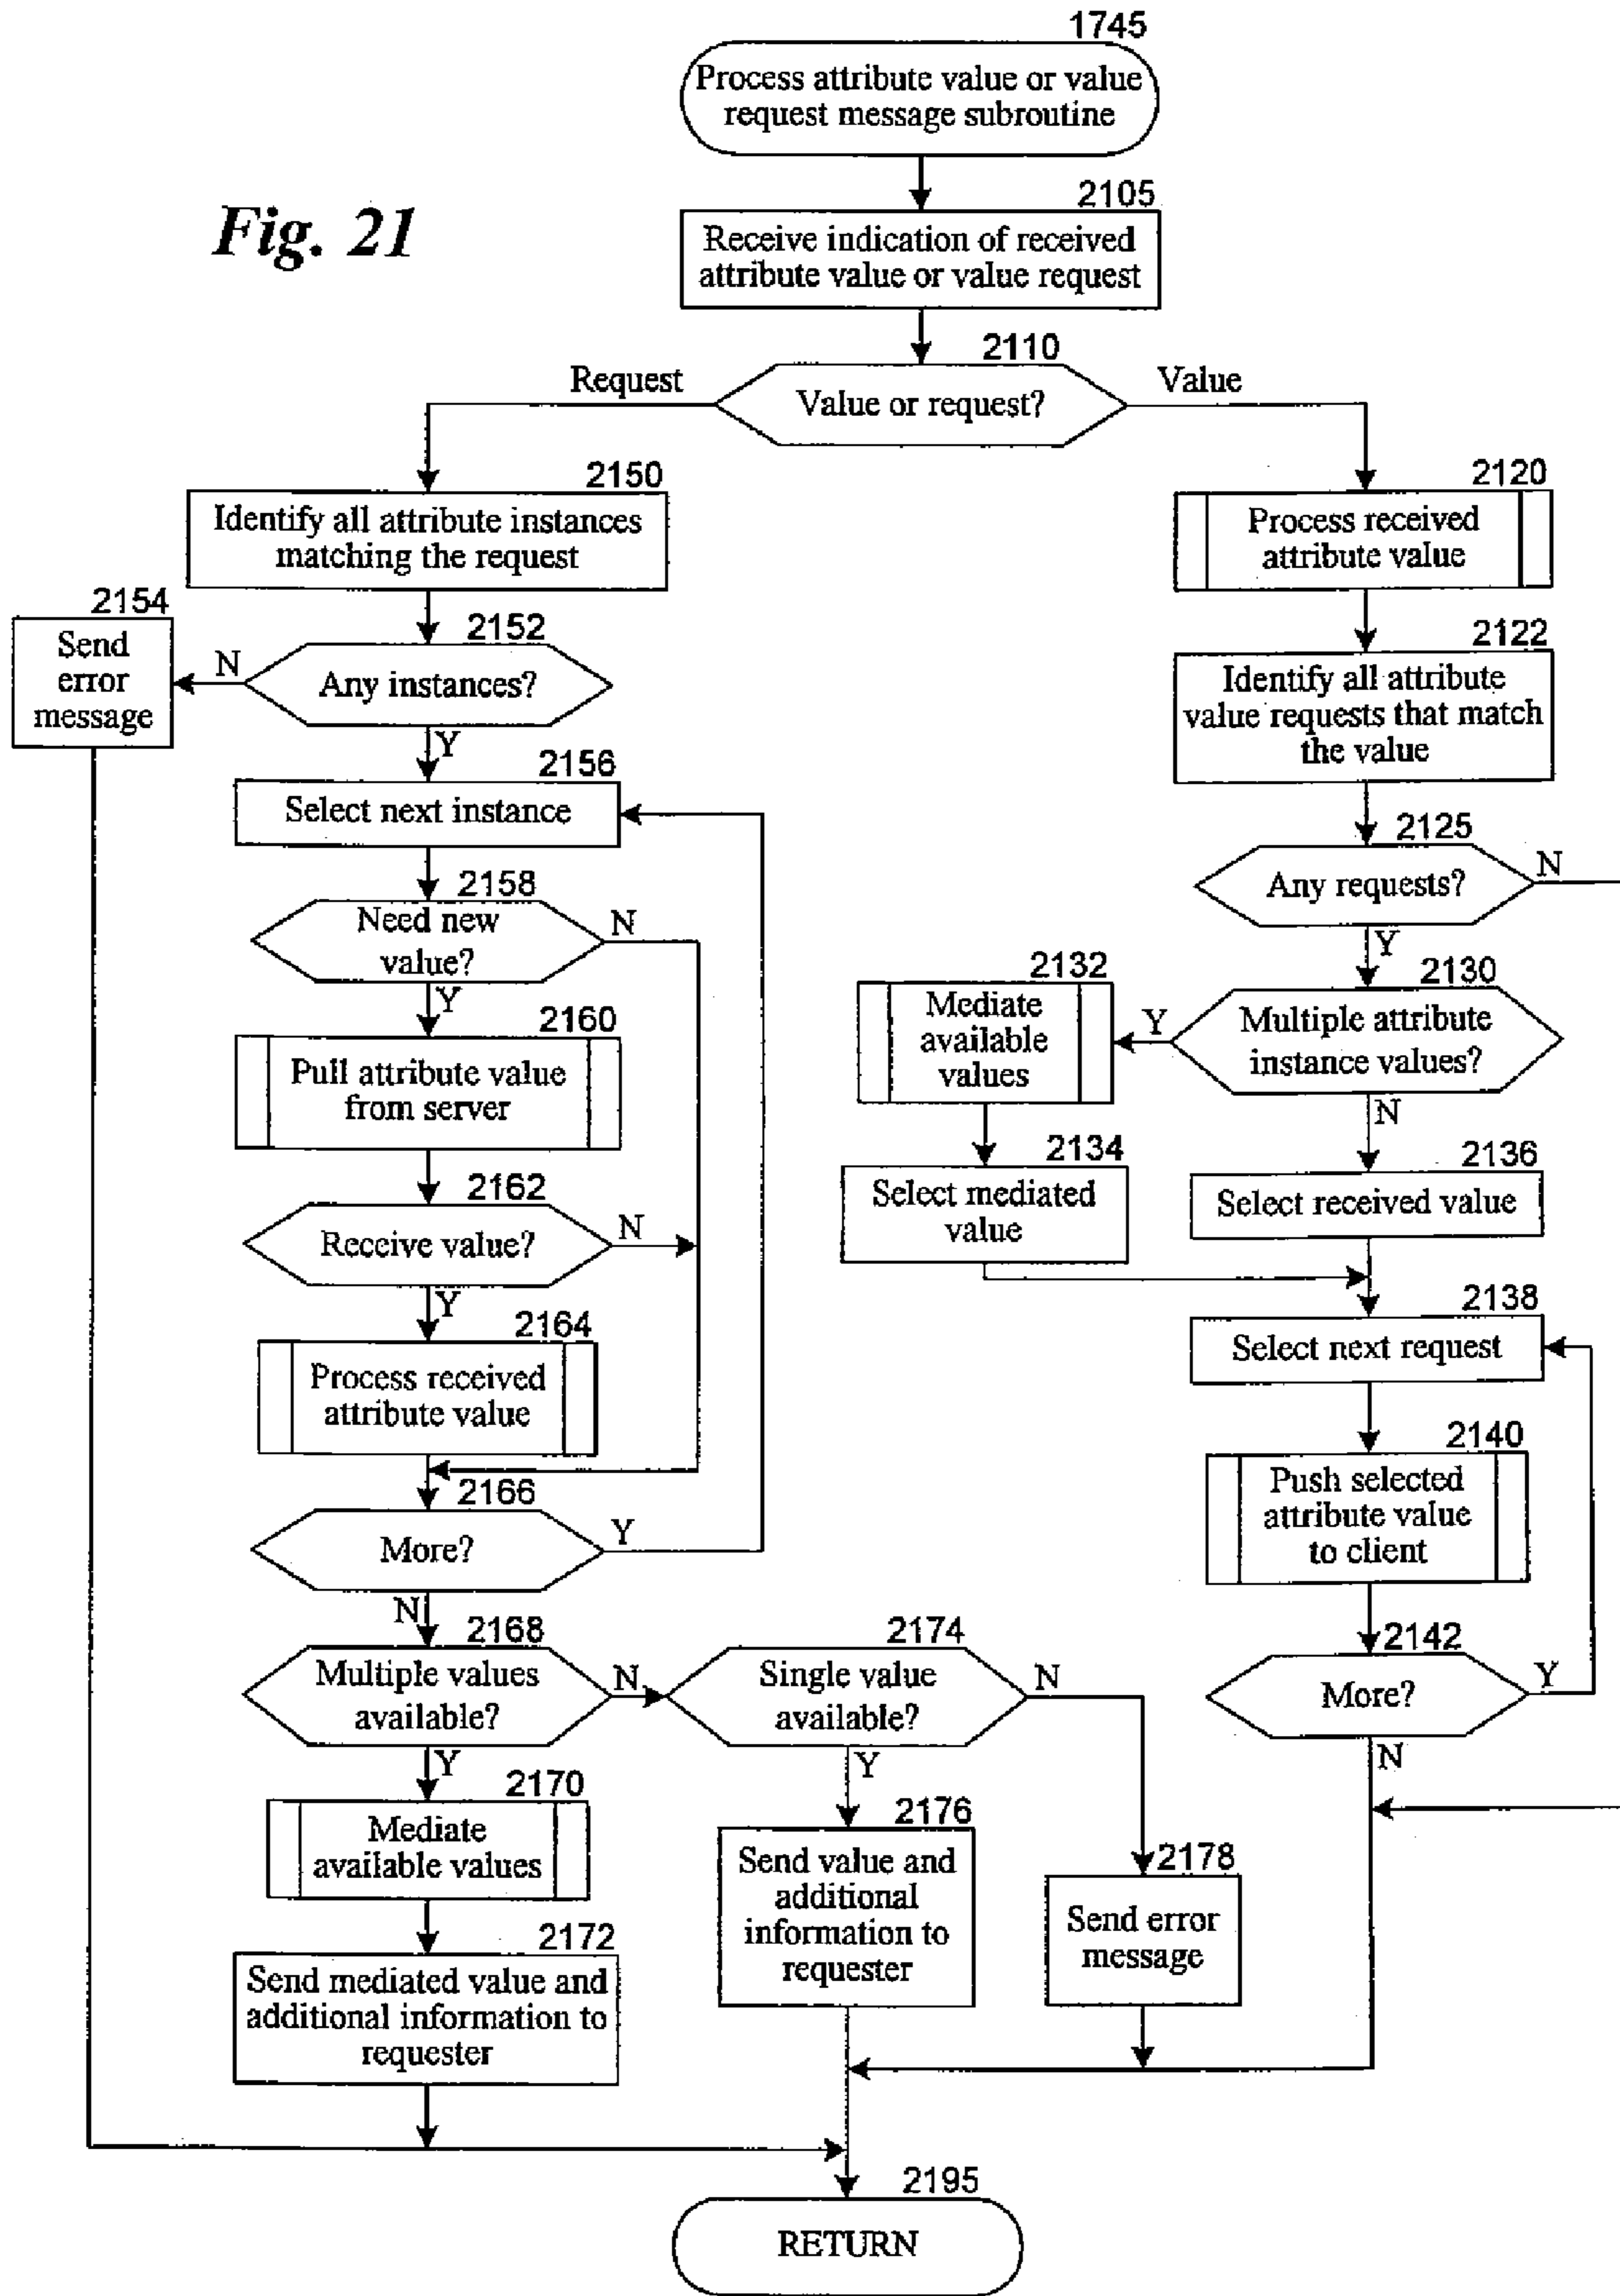 1745
Process attribute value or value
request message subroutine
Fig. 21
2105
Receive indication of received
attribute value or value request
2110
Request
Value or request?
Value
2150
Identify all attribute instances
matching the request
2120
Process received
attribute value
2154
Send
error
message
2152
N
Any instances?
Y
2122
Identify all attribute
value requests that match
the value
2156
Select next instance
2125
Any requests?
N
Y
2158
Need new
value?
N
Y
2132
Mediate
available
values
2130
Y
Multiple attribute
instance values?
N
2160
Pull attribute value
from server
2134
Select mediated
value
2136
Select received value
2162
Receive value?
N
Y
2138
Select next request
2164
Process received
attribute value
2140
Push selected
attribute value
to client
2166
More?
Y
N
2168
Multiple values
available?
N
Y
2174
Single value
available?
N
Y
2142
More?
Y
N
2170
Mediate
available values
2176
Send value and
additional
information to
requester
2178
Send error
message
2172
Send mediated value and
additional information to
requester
2195
RETURN